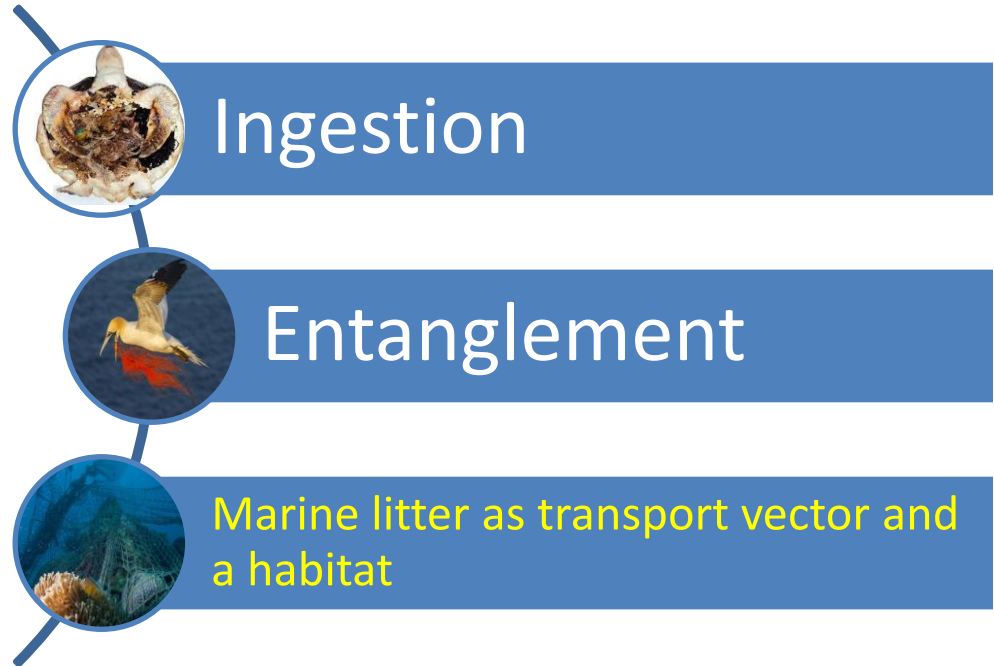 Ingestion
Entanglement
Marine litter as transport vector and
a habitat